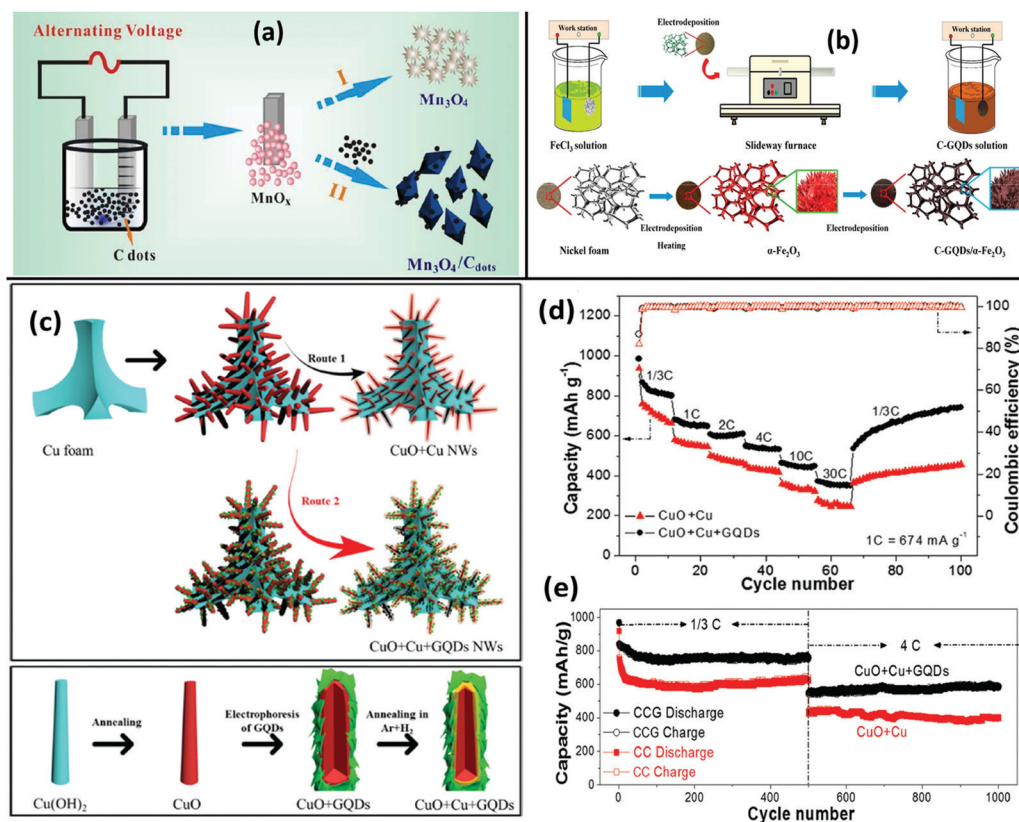 (a)
Alternating Voltage
C dots
MnOₓ
I
II
Mn₃O₄
Mn₃O₄/Cdots
(b)
Work station
Electrodeposition
Work station
FeCl₃ solution
Slideway furnace
C-GQDs solution
Electrodeposition
Heating
Electrodeposition
Nickel foam
α-Fe₂O₃
C-GQDs/α-Fe₂O₃
(c)
Cu foam
Route 1
CuO+Cu NWs
Route 2
CuO+Cu+GQDs NWs
Annealing
Electrophoresis
of GQDs
Annealing in
Ar+H₂
Cu(OH)₂
CuO
CuO+GQDs
CuO+Cu+GQDs
(d)
Capacity (mAh g⁻¹)
1200
1000
800
600
400
200
0
1/3C
1C
2C
4C
10C
30C
1/3C
CuO+Cu
CuO+Cu+GQDs
1C = 674 mA g⁻¹
100
80
60
40
20
0
Coulombic efficiency (%)
0 20 40 60 80 100
Cycle number
(e)
Capacity (mAh/g)
1000
800
600
400
200
0
1/3 C
4 C
CuO+Cu+GQDs
CuO+Cu
CCG Discharge
CCG Charge
CC Discharge
CC Charge
0 200 400 600 800 1000
Cycle number